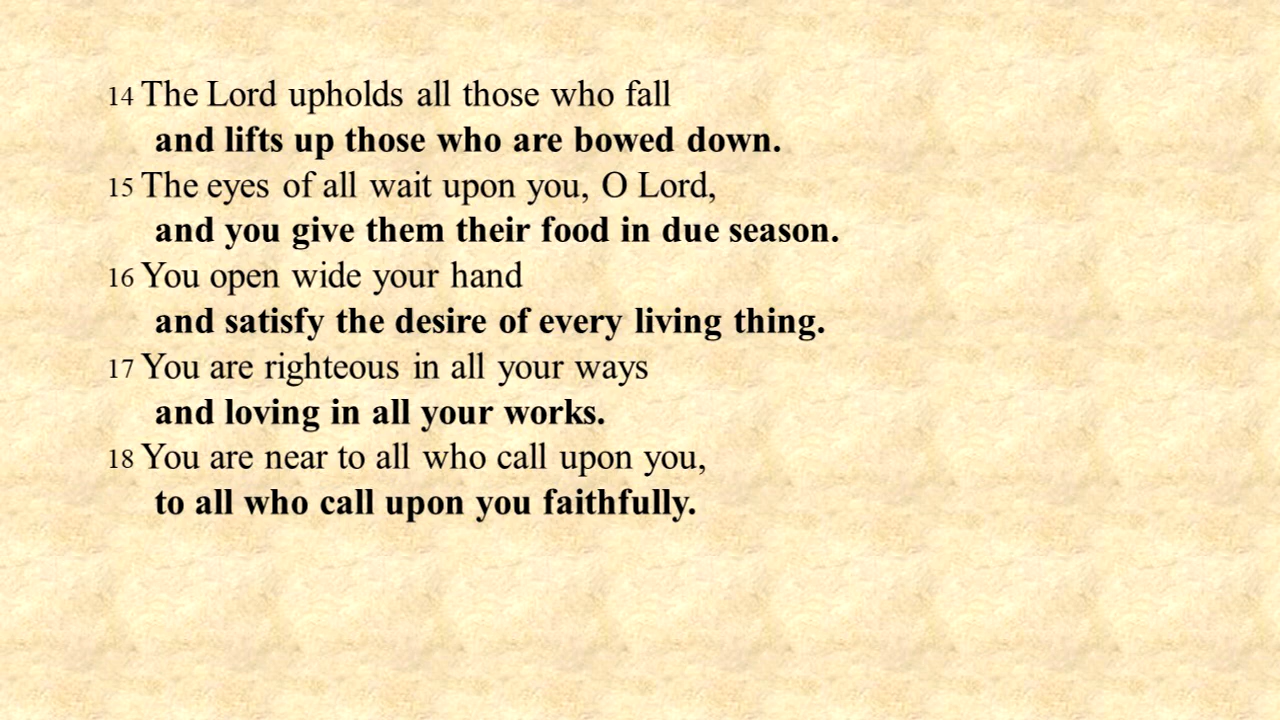 14 The Lord upholds all those who fall
and lifts up those who are bowed down.
15 The eyes of all wait upon you, O Lord,
and you give them their food in due season.
16 You open wide your hand
and satisfy the desire of every living thing.
17 You are righteous in all your ways
and loving in all your works.
18 You are near to all who call upon you,
to all who call upon you faithfully.